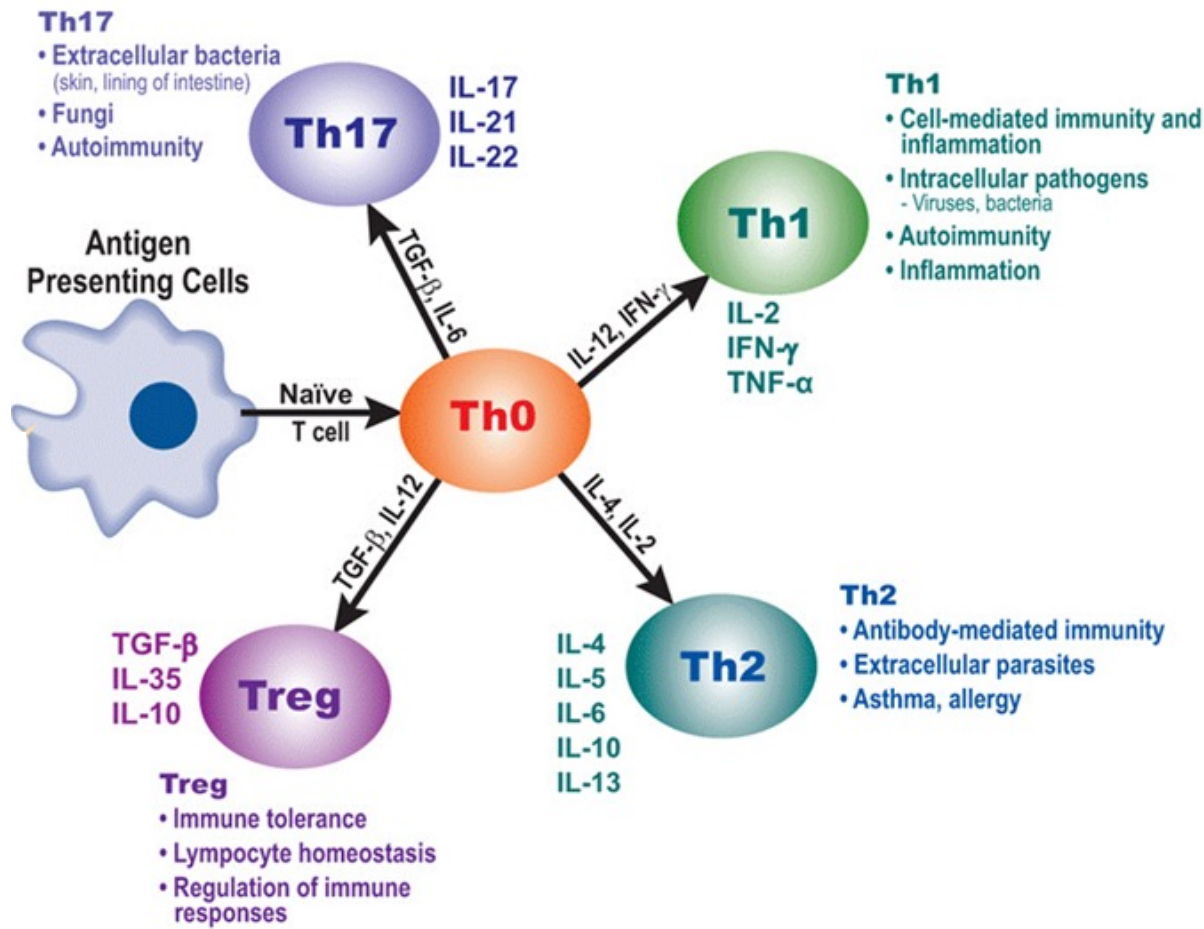 Th17
• Extracellular bacteria
(skin, lining of intestine)
• Fungi
• Autoimmunity
Th17
IL-17
IL-21
IL-22
Th1
• Cell-mediated immunity and
inflammation
• Intracellular pathogens
- Viruses, bacteria
• Autoimmunity
• Inflammation
Th1
IL-2
IFN-γ
TNF-α
Antigen
Presenting Cells
TGF-β, IL-6
IL-12, IFN-γ
Naïve
T cell
Th0
TGF-β, IL-12
IL-4, IL-2
TGF-β
IL-35
IL-10
Treg
Treg
• Immune tolerance
• Lympocyte homeostasis
• Regulation of immune
responses
IL-4
IL-5
IL-6
IL-10
IL-13
Th2
Th2
• Antibody-mediated immunity
• Extracellular parasites
• Asthma, allergy